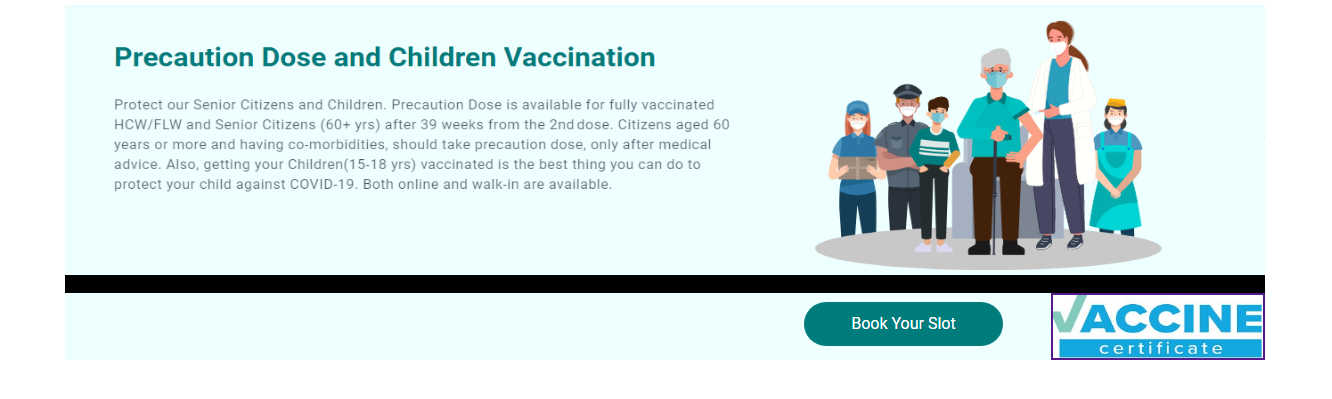 Precaution Dose and Children Vaccination
Protect our Senior Citizens and Children. Precaution Dose is available for fully vaccinated
HCW/FLW and Senior Citizens (60+ yrs) after 39 weeks from the 2nd dose. Citizens aged 60
years or more and having co-morbidities, should take precaution dose, only after medical
advice. Also, getting your Children(15-18 yrs) vaccinated is the best thing you can do to
protect your child against COVID-19. Both online and walk-in are available.
Book Your Slot
VACCINE
certificate